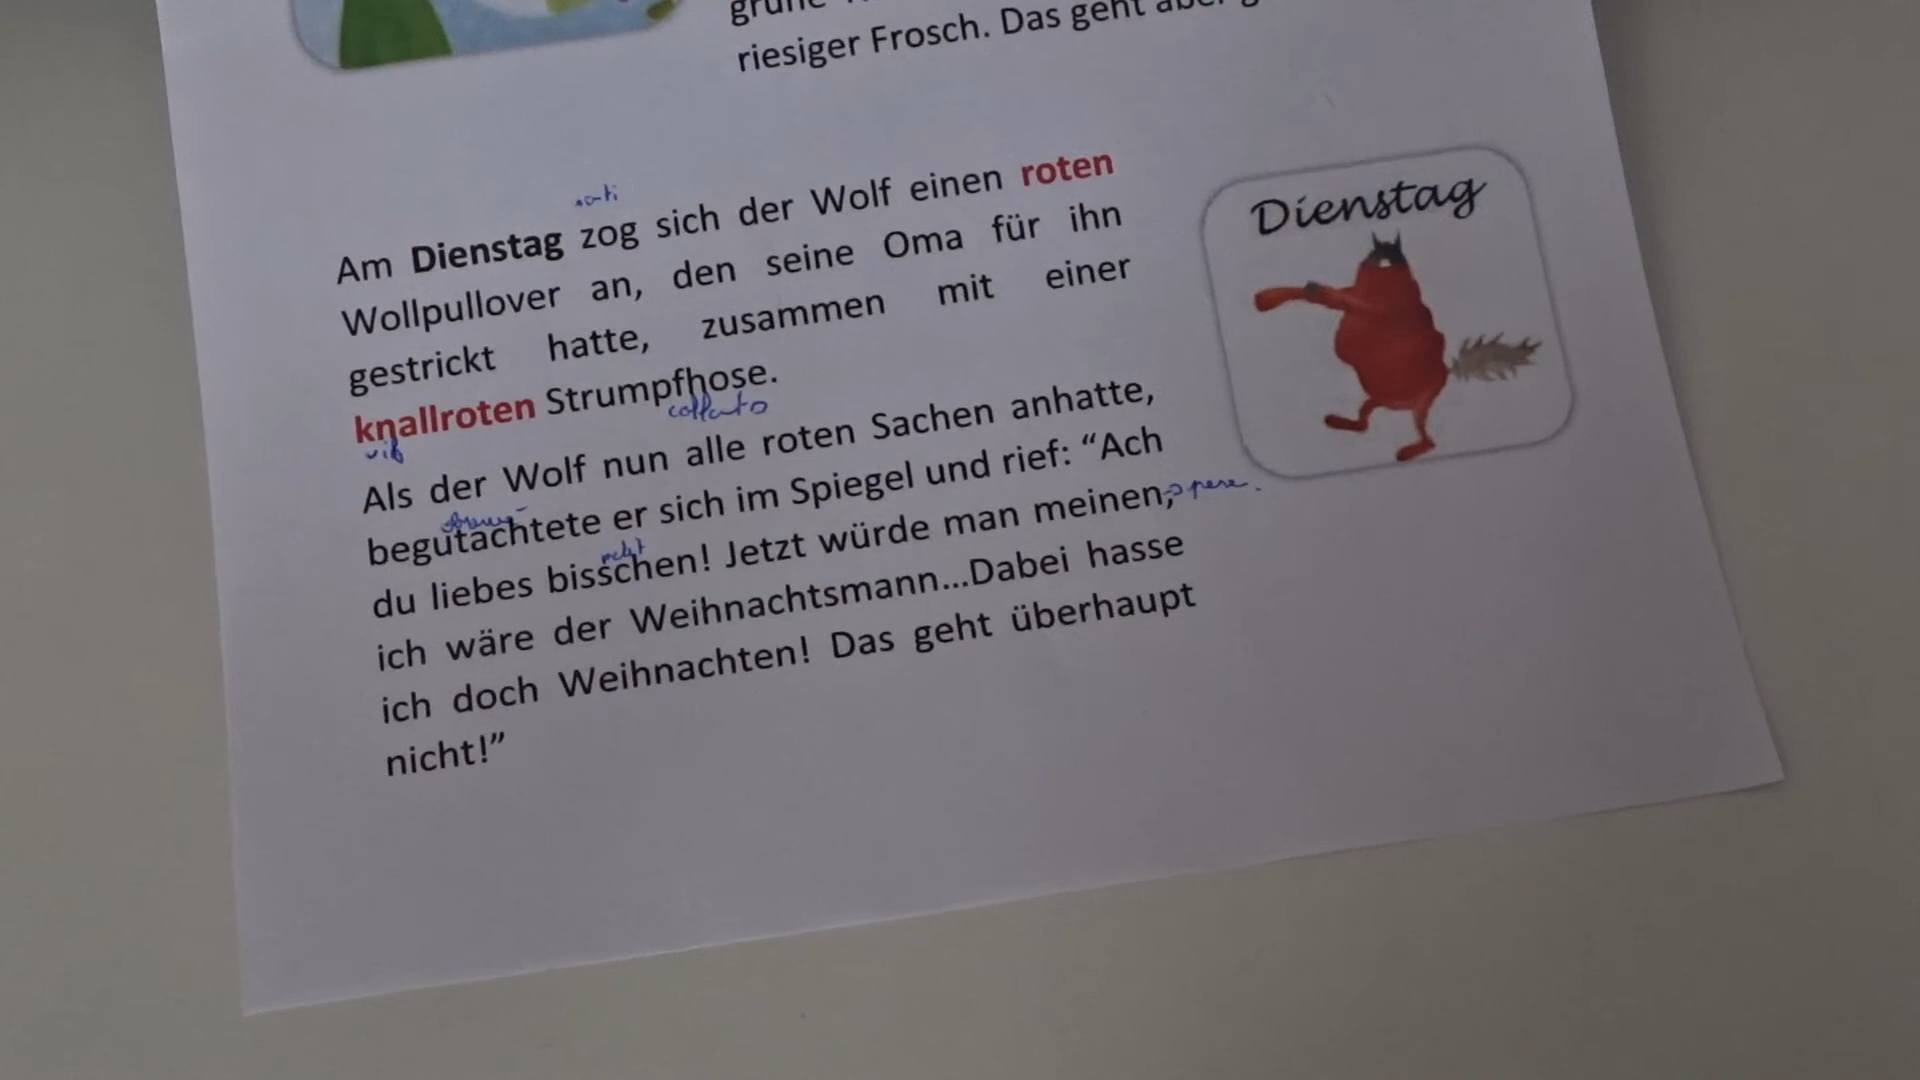 riesiger Frosch. Das geht
Am Dienstag zog sich der Wolf einen roten
Wollpullover an, den seine Oma für ihn
gestrickt hatte, zusammen mit einer
knallroten Strumpfhose.
vif
Als der Wolf nun alle roten Sachen anhatte,
begutachtete er sich im Spiegel und rief: “Ach
du liebes bisschen! Jetzt würde man meinen,
ich wäre der Weihnachtsmann...Dabei hasse
ich doch Weihnachten! Das geht überhaupt
nicht!”
Dienstag